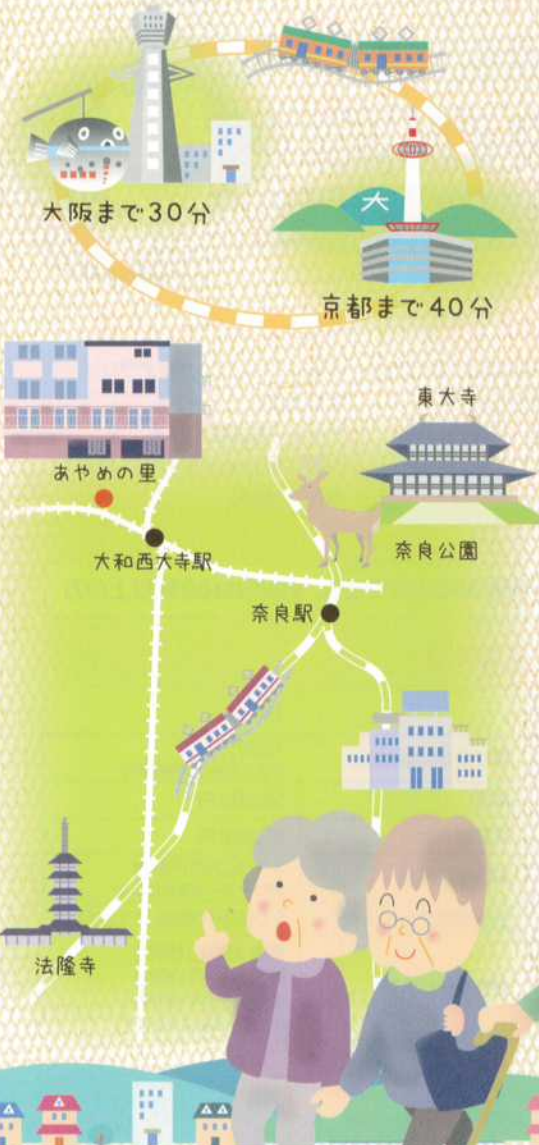 大阪まで30分
大
京都まで40分
東大寺
あやめの里
奈良公園
大和西大寺駅
奈良駅
法隆寺